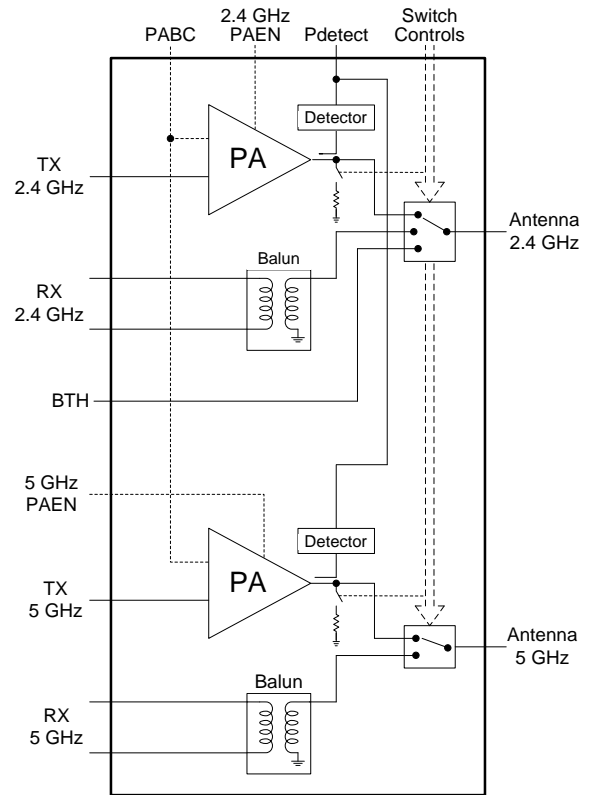 2.4 GHz
PAEN
PABC
Pdetect
Switch
Controls
Detector
PA
TX
2.4 GHz
Antenna
2.4 GHz
Balun
RX
2.4 GHz
BTH
5 GHz
PAEN
Detector
PA
TX
5 GHz
Antenna
5 GHz
Balun
RX
5 GHz